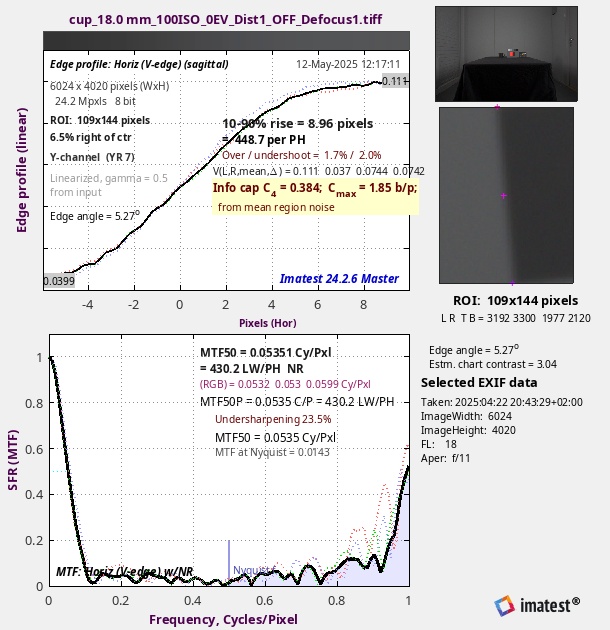 cup_18.0 mm_100ISO_0EV_Dist1_OFF_Defocus1.tiff
Edge profile: Horiz (V-edge) (sagittal)
12-May-2025 12:17:11
6024 x 4020 pixels (WxH)
24.2 Mpxls   8 bit
ROI: 109x144 pixels
6.5% right of ctr
Y-channel  (YR 7)
Linearized, gamma = 0.5
from input
Edge angle = 5.27o
10-90% rise = 8.96 pixels
= 448.7 per PH
Over / undershoot =  1.7% /  2.0%
V(L,R,mean,Δ) = 0.111  0.037  0.0744  0.0742
Info cap C4 = 0.384;  Cmax = 1.85 b/p;
from mean region noise
0.111
0.0399
Imatest 24.2.6 Master
Edge profile (linear)
-4 -2 0 2 4 6 8
Pixels (Hor)
ROI:  109x144 pixels
L R  T B = 3192 3300  1977 2120
Edge angle = 5.27o
Estm. chart contrast = 3.04
Selected EXIF data
Taken: 2025:04:22 20:43:29+02:00
ImageWidth:  6024
ImageHeight:  4020
FL:   18
Aper:  f/11
MTF50 = 0.05351 Cy/Pxl
= 430.2 LW/PH  NR
(RGB) = 0.0532  0.053  0.0599 Cy/Pxl
MTF50P = 0.0535 C/P = 430.2 LW/PH
Undersharpening 23.5%
MTF50 = 0.0535 Cy/Pxl
MTF at Nyquist = 0.0143
SFR (MTF)
1
0.8
0.6
0.4
0.2
0
MTF: Horiz (V-edge) w/NR
Nyquist
0 0.2 0.4 0.6 0.8 1
Frequency, Cycles/Pixel
imatest®